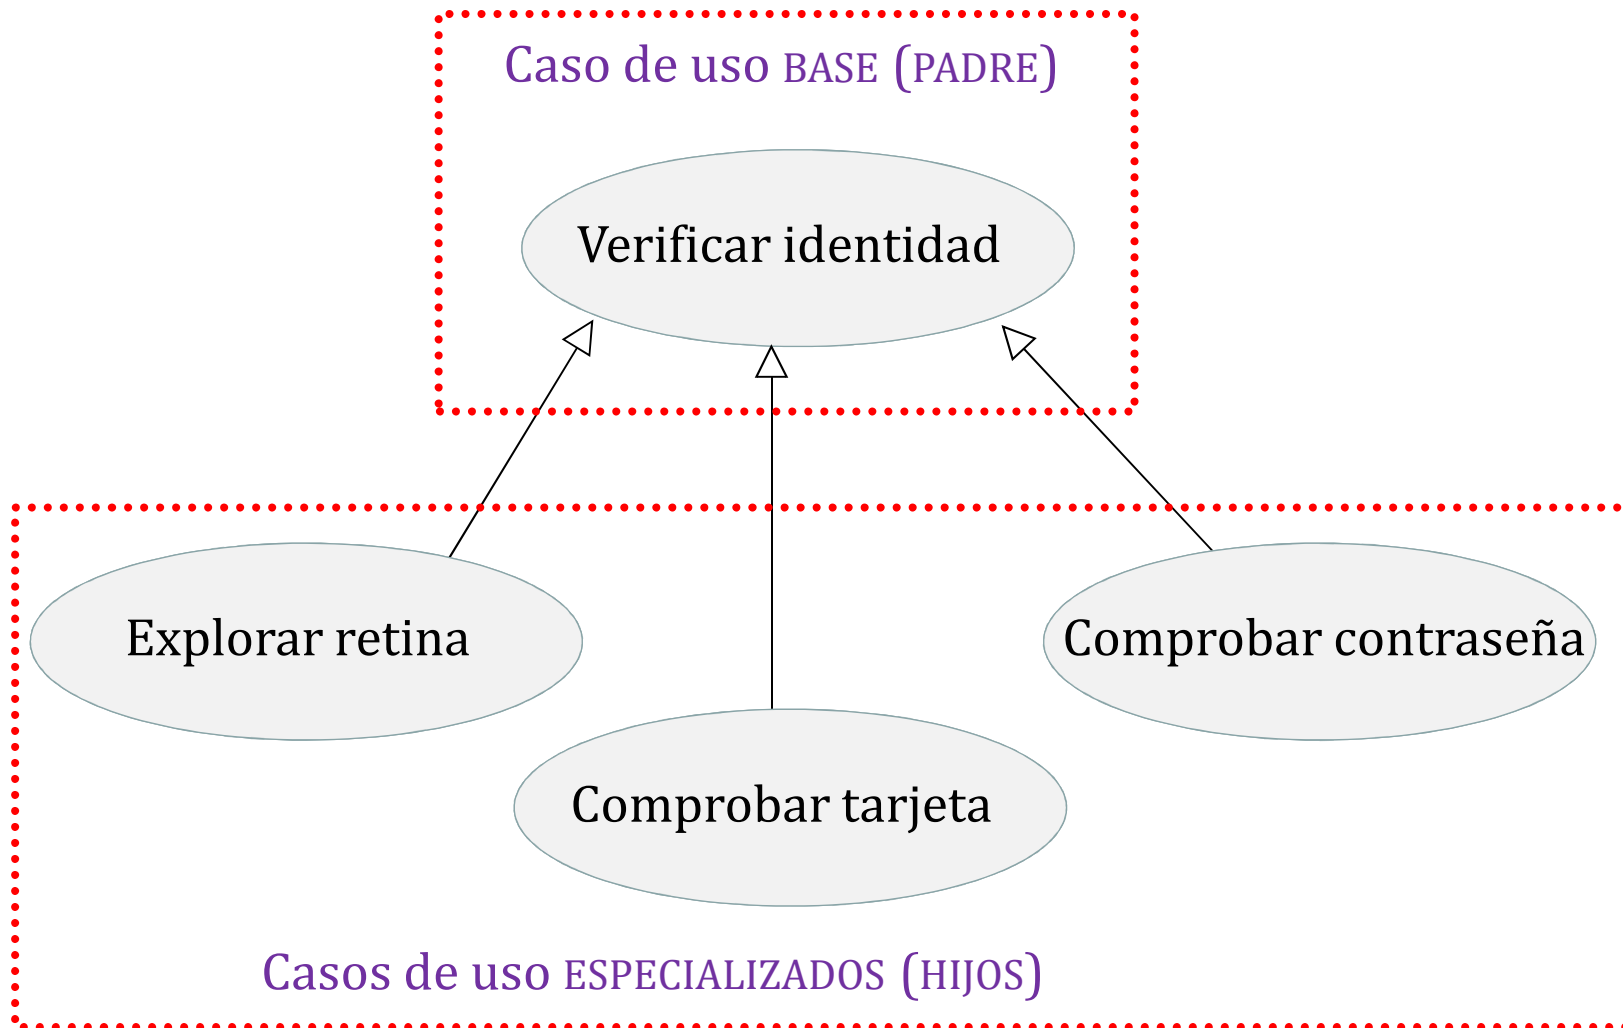 Caso de uso BASE (PADRE)
Verificar identidad
Explorar retina
Comprobar contraseña
Comprobar tarjeta
Casos de uso ESPECIALIZADOS (HIJOS)